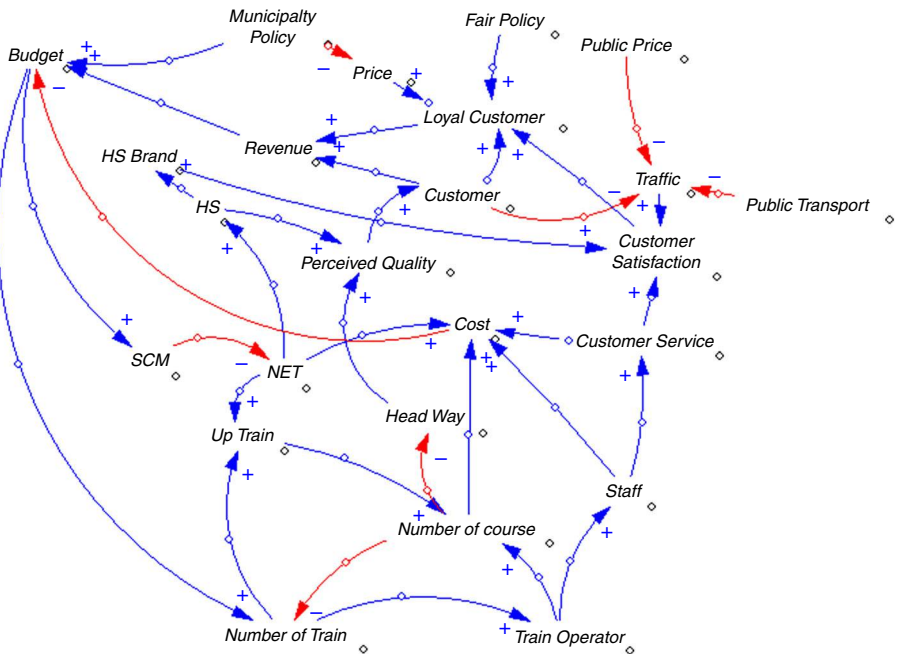 Municipalty
Policy
Fair Policy
Public Price
Budget
Price
Loyal Customer
HS Brand
Revenue
Customer
Traffic
Public Transport
HS
Perceived Quality
Customer
Satisfaction
Cost
Customer Service
SCM
NET
Head Way
Up Train
Staff
Number of course
Number of Train
Train Operator